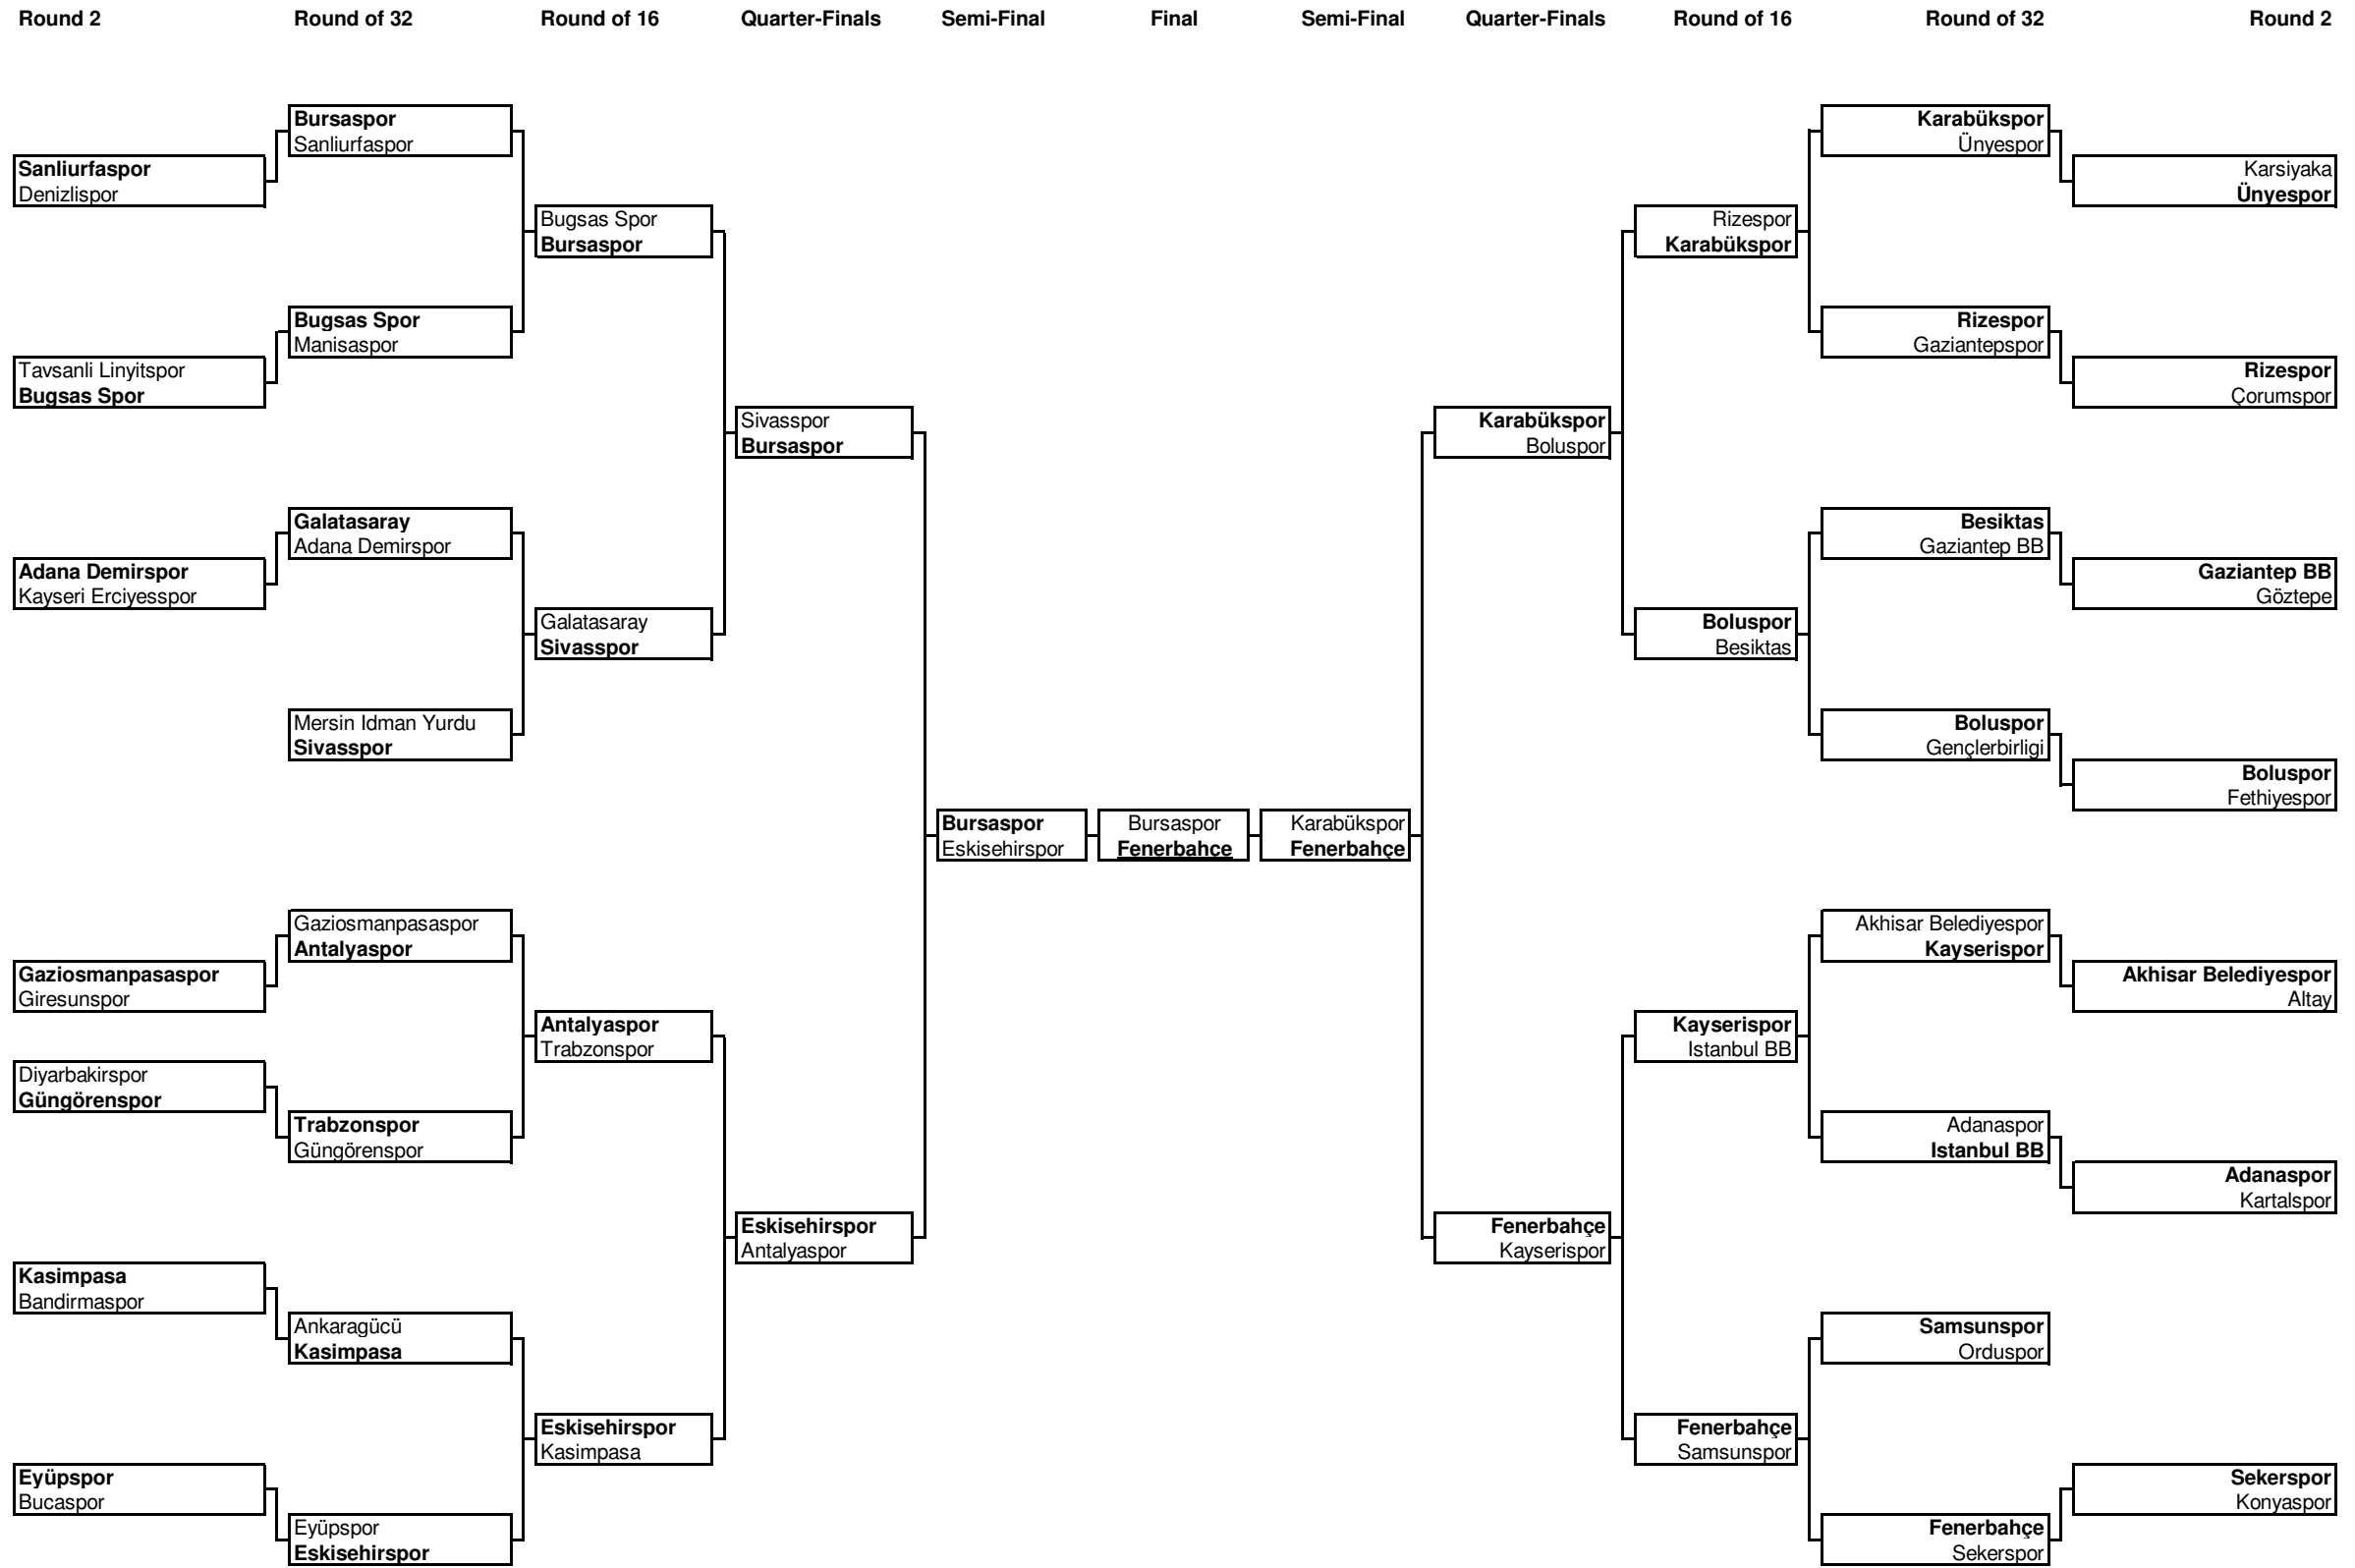 Round 2 Round of 32 Round of 16 Quarter-Finals Semi-Final Final Semi-Final Quarter-Finals Round of 16 Round of 32 Round 2
Bursaspor
Sanliurfaspor
Sanliurfaspor
Denizlispor
Bugsas Spor
Bursaspor
Bugsas Spor
Manisaspor
Tavsanli Linyitspor
Bugsas Spor
Sivasspor
Bursaspor
Galatasaray
Adana Demirspor
Adana Demirspor
Kayseri Erciyesspor
Galatasaray
Sivasspor
Mersin Idman Yurdu
Sivasspor
Bursaspor
Eskisehirspor
Gaziosmanpasaspor
Antalyaspor
Gaziosmanpasaspor
Giresunspor
Antalyaspor
Trabzonspor
Diyarbakirspor
Güngörenspor
Trabzonspor
Güngörenspor
Eskisehirspor
Antalyaspor
Kasimpasa
Bandirmaspor
Ankaragücü
Kasimpasa
Eskisehirspor
Kasimpasa
Eyüpspor
Bucaspor
Eyüpspor
Eskisehirspor
Bursaspor
Fenerbahçe
Karabükspor
Fenerbahçe
Karabükspor
Ünyespor
Karsiyaka
Ünyespor
Rizespor
Karabükspor
Rizespor
Gaziantepspor
Rizespor
Çorumspor
Karabükspor
Boluspor
Besiktas
Gaziantep BB
Gaziantep BB
Göztepe
Boluspor
Besiktas
Boluspor
Gençlerbirligi
Boluspor
Fethiyespor
Akhisar Belediyespor
Kayserispor
Akhisar Belediyespor
Altay
Kayserispor
Istanbul BB
Adanaspor
Istanbul BB
Adanaspor
Kartalspor
Fenerbahçe
Kayserispor
Samsunspor
Orduspor
Fenerbahçe
Samsunspor
Sekerspor
Konyaspor
Fenerbahçe
Sekerspor